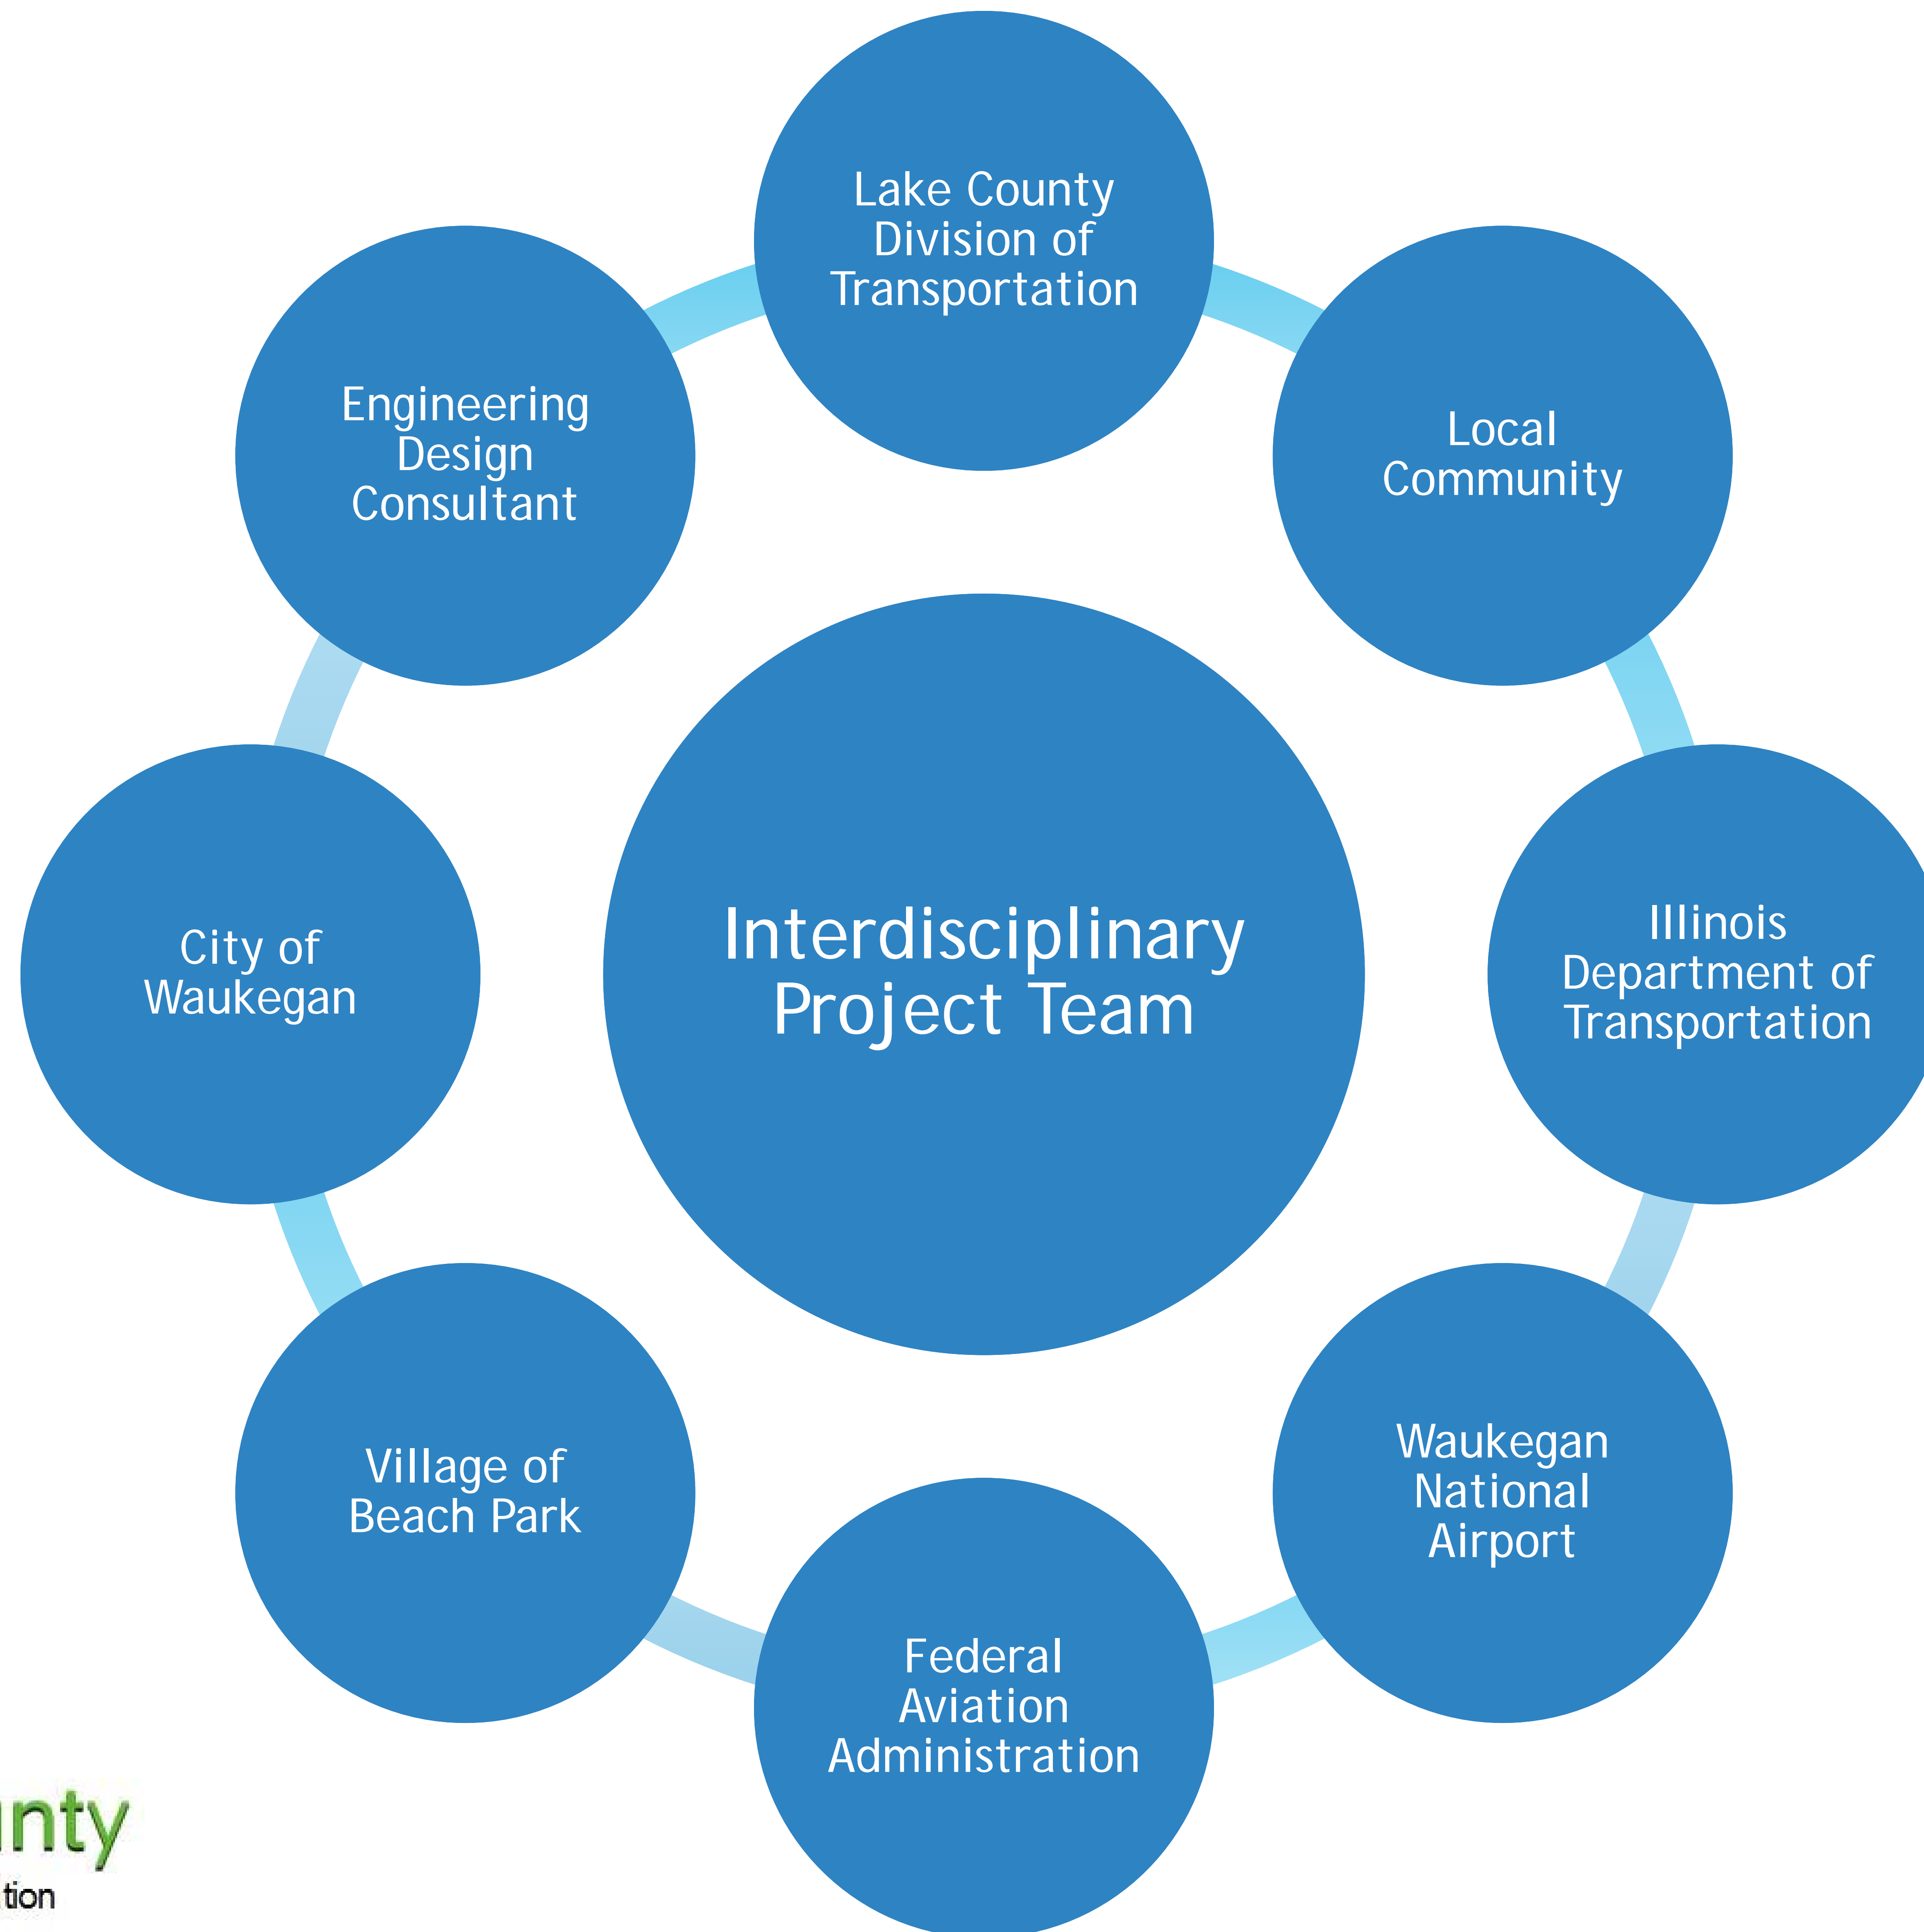 Lake County
Division of
Transportation
Engineering
Design
Consultant
Local
Community
Interdisciplinary
Project Team
City of
Waukegan
Illinois
Department of
Transportation
Village of
Beach Park
Waukegan
National
Airport
Federal
Aviation
Administration
nty
tion